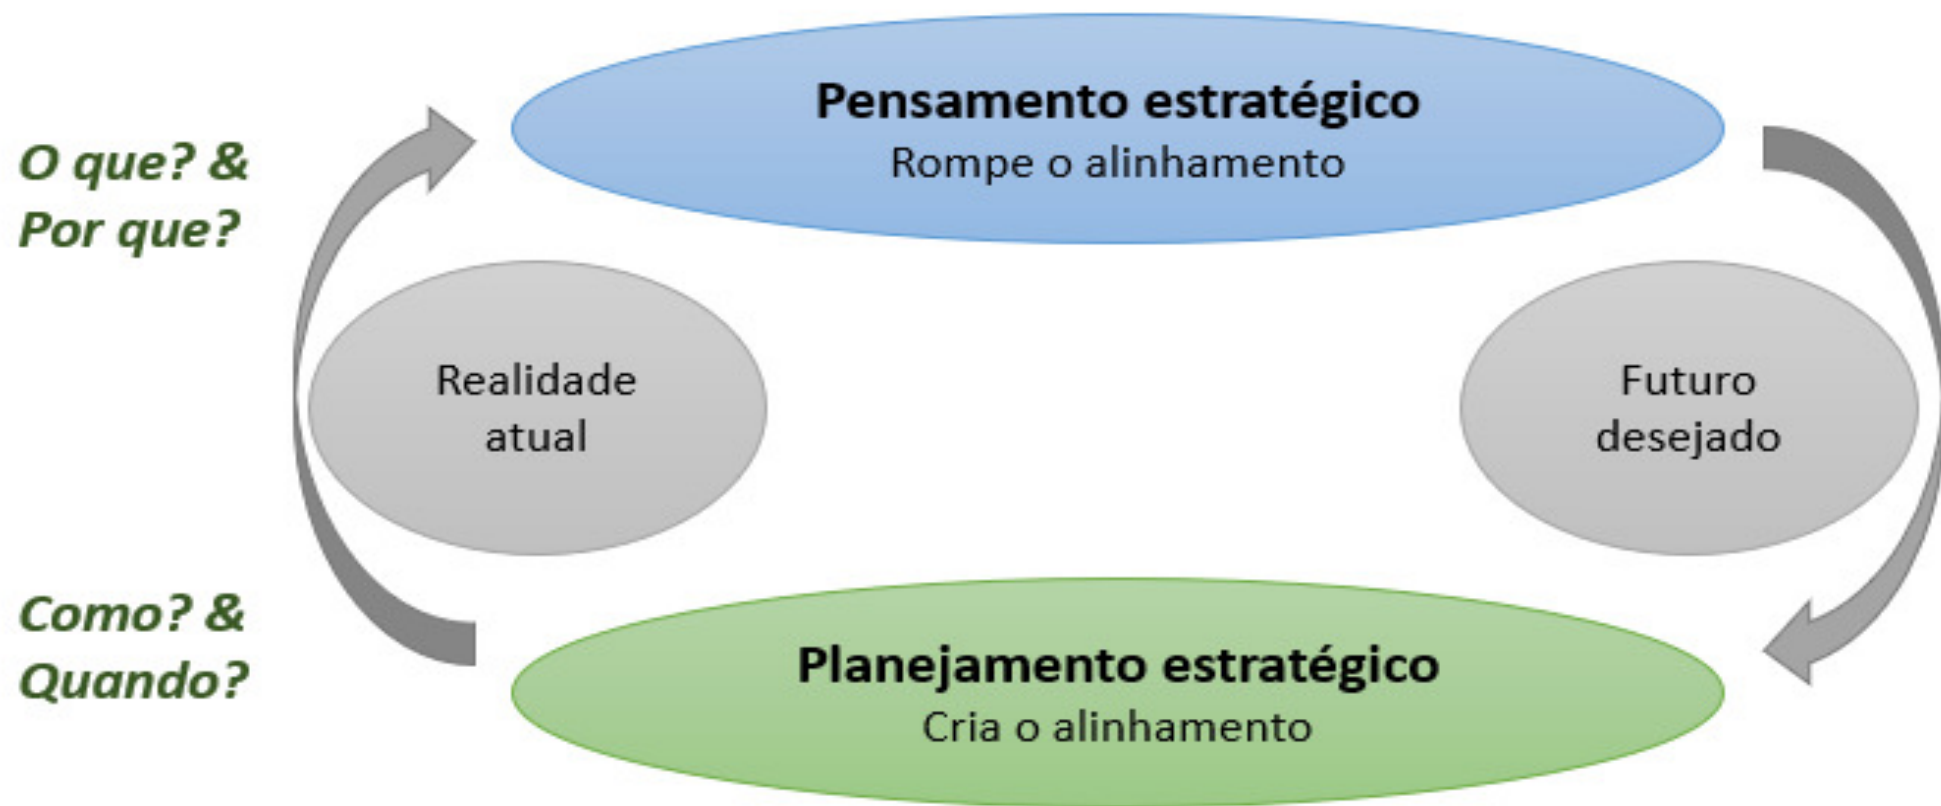 Pensamento estratégico
Rompe o alinhamento
O que? &
Por que?
Realidade
atual
Futuro
desejado
Como? &
Quando?
Planejamento estratégico
Cria o alinhamento